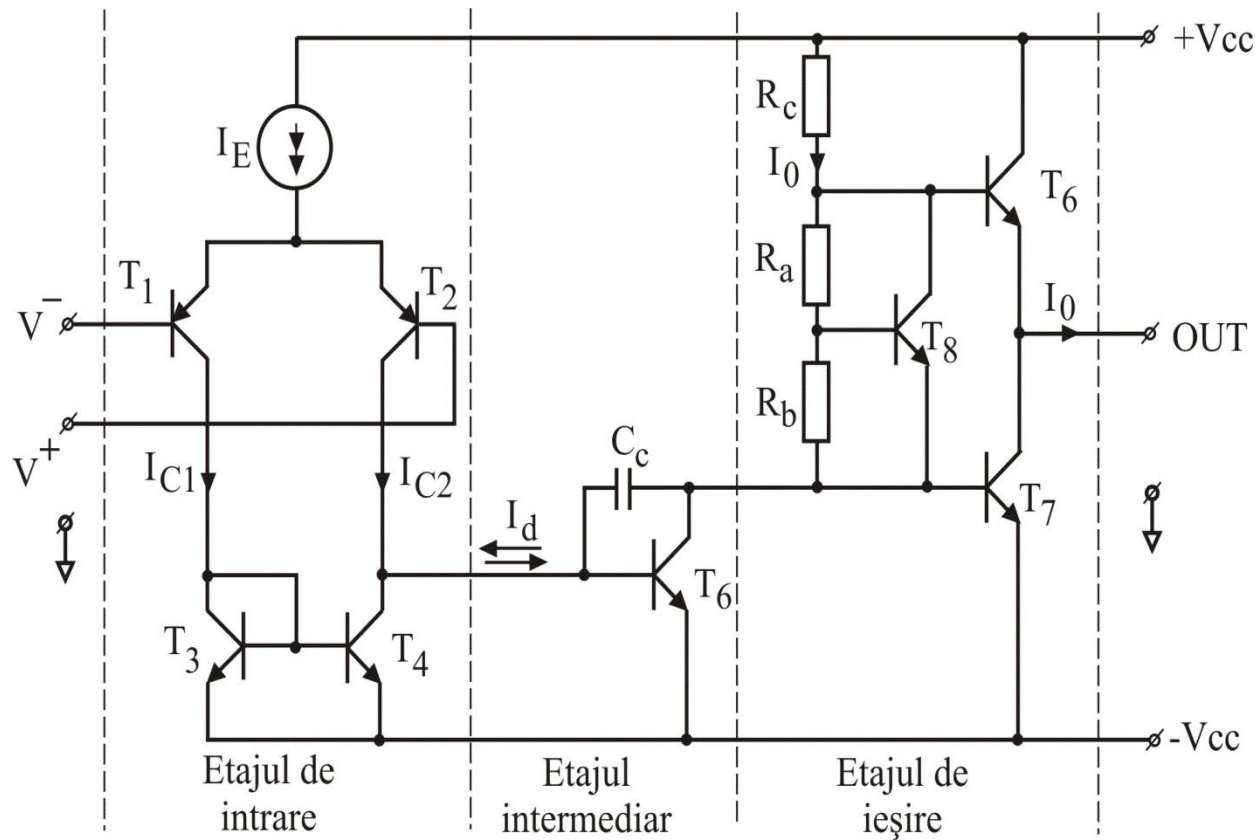 +Vcc
R_c
I_E
I_0
T_6
T_1
T_2
R_a
V^-
I_0
T_8
OUT
R_b
V^+
C_c
I_C1
I_C2
T_7
I_d
T_6
T_3
T_4
-Vcc
Etajul de
intrare
Etajul
intermediar
Etajul de
ieșire